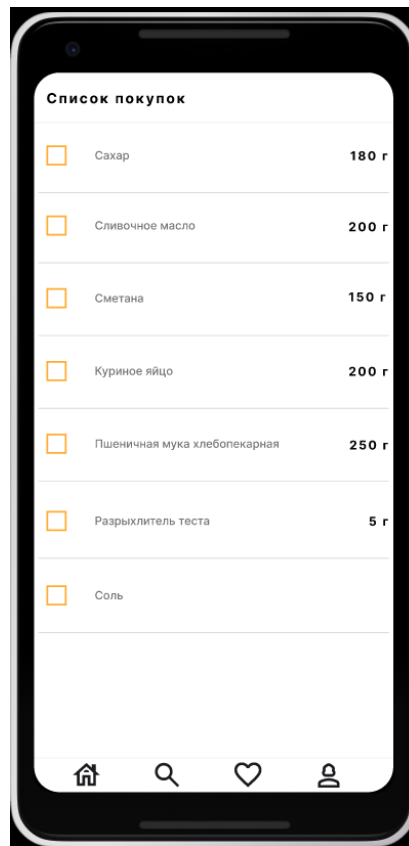 Список покупок
Сахар 180 г
Сливочное масло 200 г
Сметана 150 г
Куриное яйцо 200 г
Пшеничная мука хлебопекарная 250 г
Разрыхлитель теста 5 г
Соль